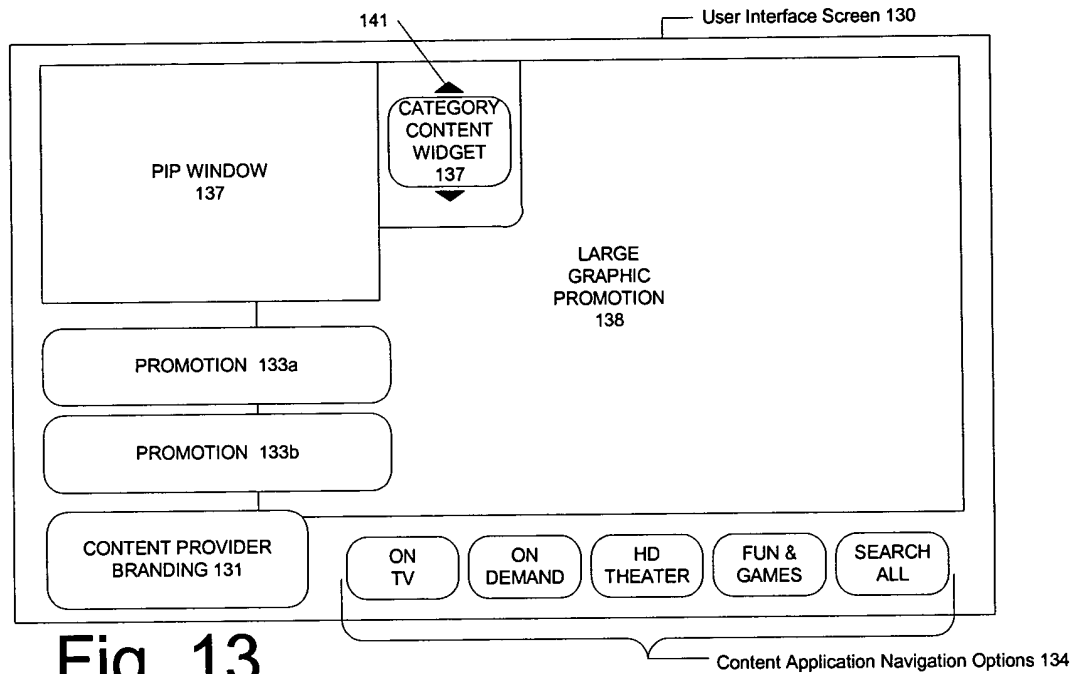 141
User Interface Screen 130
PIP WINDOW
137
CATEGORY
CONTENT
WIDGET
137
LARGE
GRAPHIC
PROMOTION
138
PROMOTION 133a
PROMOTION 133b
CONTENT PROVIDER
BRANDING 131
ON
TV
ON
DEMAND
HD
THEATER
FUN &
GAMES
SEARCH
ALL
Fig. 13
Content Application Navigation Options 134